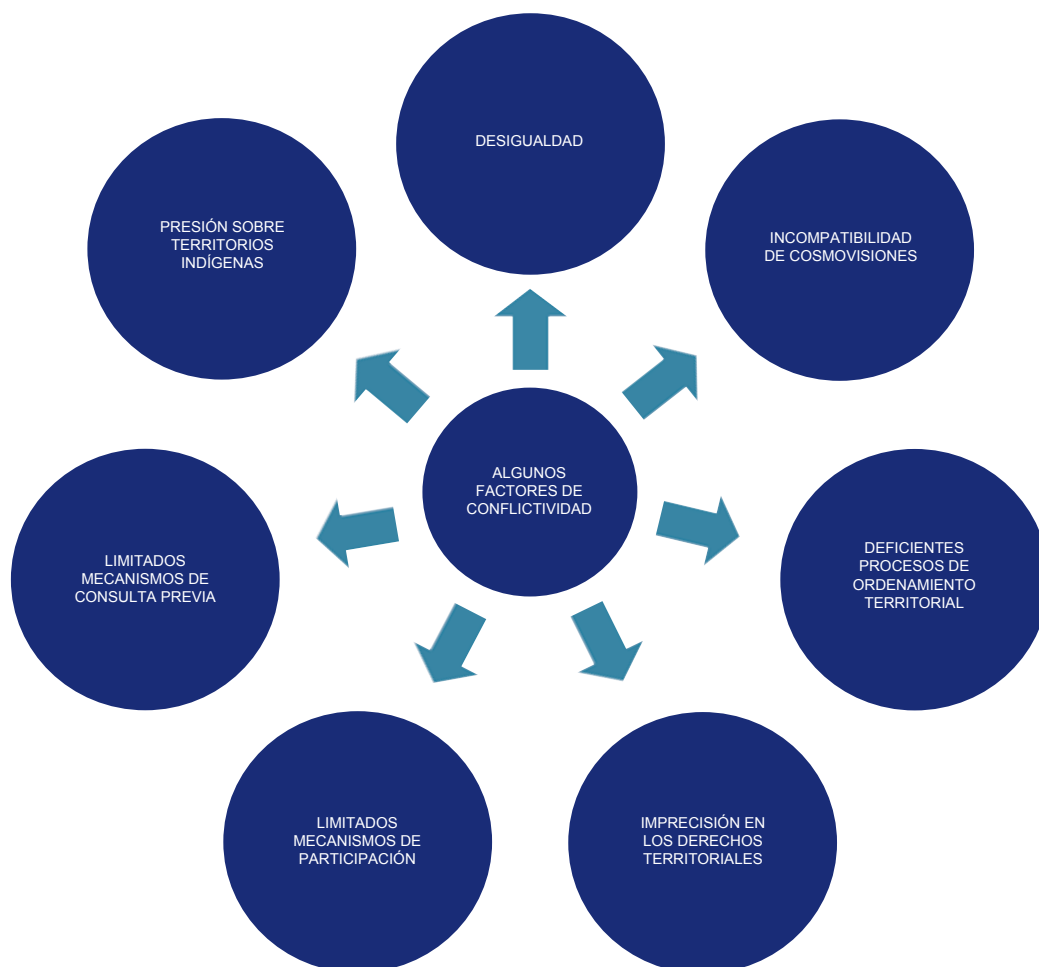 DESIGUALDAD
INCOMPATIBILIDAD
DE COSMOVISIONES
DEFICIENTES
PROCESOS DE
ORDENAMIENTO
TERRITORIAL
IMPRECISIÓN EN
LOS DERECHOS
TERRITORIALES
LIMITADOS
MECANISMOS DE
PARTICIPACIÓN
LIMITADOS
MECANISMOS DE
CONSULTA PREVIA
PRESIÓN SOBRE
TERRITORIOS
INDÍGENAS
ALGUNOS
FACTORES DE
CONFLICTIVIDAD